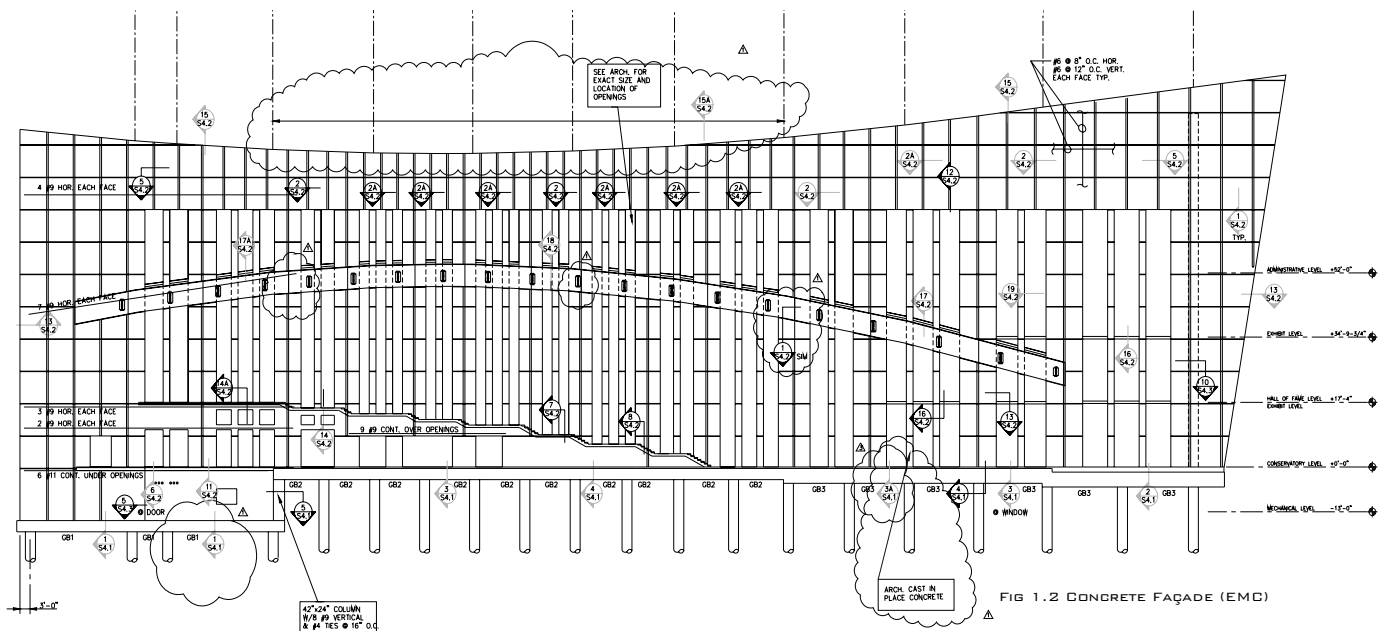 SEE ARCH. FOR
EXACT SIZE AND
LOCATION OF
OPENINGS
#6 @ 8" O.C. HOR.
#6 @ 12" O.C. VERT.
EACH FACE TYP.
15
S4.2
15A
S4.2
15
S4.2
4 #9 HOR. EACH FACE
5
S4.2
2
S4.2
2A
S4.2
2A
S4.2
2A
S4.2
2
S4.2
2A
S4.2
2A
S4.2
2A
S4.2
2
S4.2
2A
S4.2
12
S4.2
2
S4.2
5
S4.2
1
S4.2
TYP.
17A
S4.2
18
S4.2
ADMINISTRATIVE LEVEL +52'-0"
7 #9 HOR. EACH FACE
13
S4.2
17
S4.2
19
S4.2
13
S4.2
EXHIBIT LEVEL +34'-9-3/4"
1
S4.2
SIM
16
S4.2
14A
S4.2
10
S4.3
HALL OF FAME LEVEL +17'-4"
EXHIBIT LEVEL
3 #9 HOR. EACH FACE
2 #9 HOR. EACH FACE
9 #9 CONT. OVER OPENINGS
7
S4.2
8
S4.2
16
S4.2
13
S4.2
14
S4.2
CONSERVATORY LEVEL +0'-0"
6 #11 CONT. UNDER OPENINGS
6
S4.2
11
S4.2
GB2
GB2
GB2
GB2
GB2
GB2
GB2
GB2
GB2
GB3
GB3
GB3
GB3
GB3
GB3
GB3
3
S4.1
4
S4.1
3A
S4.1
4
S4.1
3
S4.1
2
S4.1
5
S4.3
@ DOOR
5
S4.1
@ WINDOW
MECHANICAL LEVEL -13'-0"
GB1
GB1
GB1
1
S4.1
1
S4.1
3'-0"
42"x24" COLUMN
W/8 #9 VERTICAL
& #4 TIES @ 16" O.C.
ARCH. CAST IN
PLACE CONCRETE
Fig 1.2 Concrete Façade (EMC)